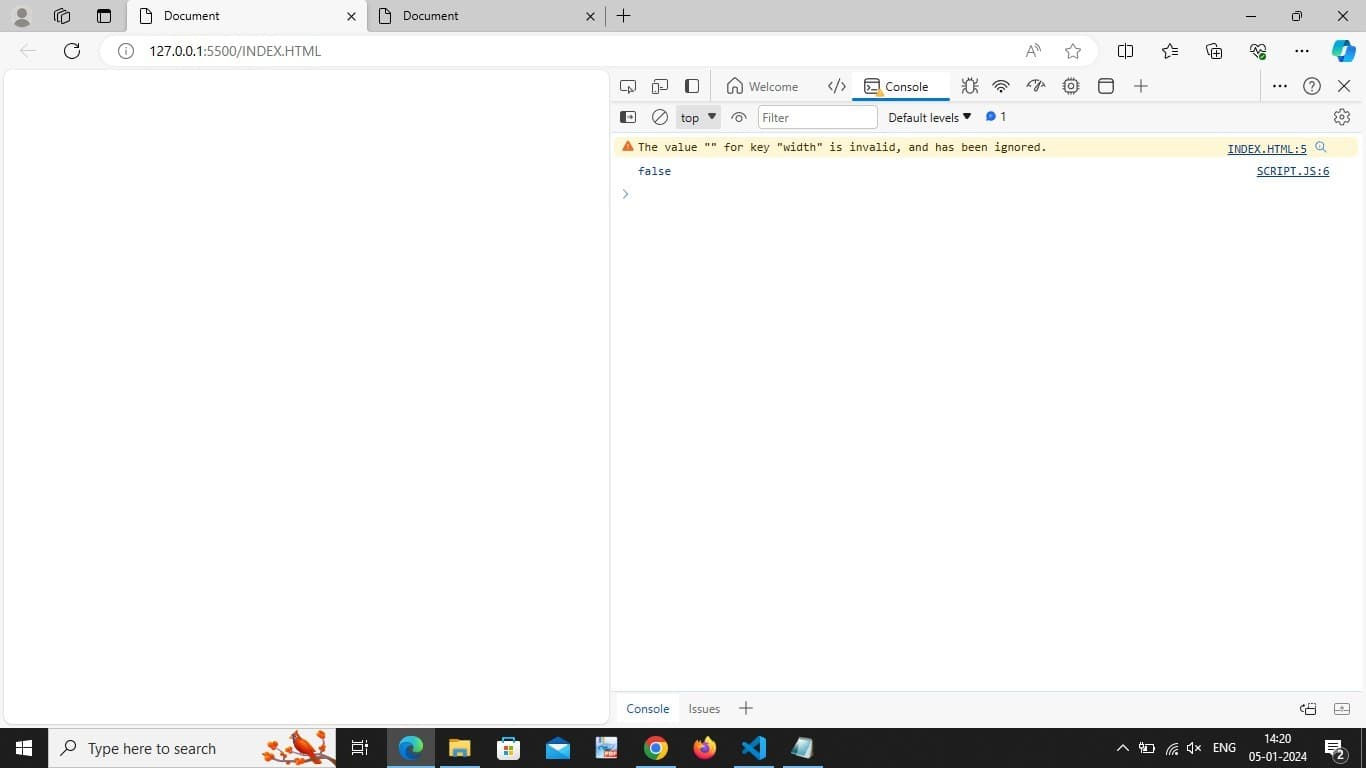 Document
Document
127.0.0.1:5500/INDEX.HTML
Welcome
Console
top
Filter
Default levels
1
The value "" for key "width" is invalid, and has been ignored.
INDEX.HTML:5
false
SCRIPT.JS:6
Console
Issues
Type here to search
ENG
14:20
05-01-2024
2